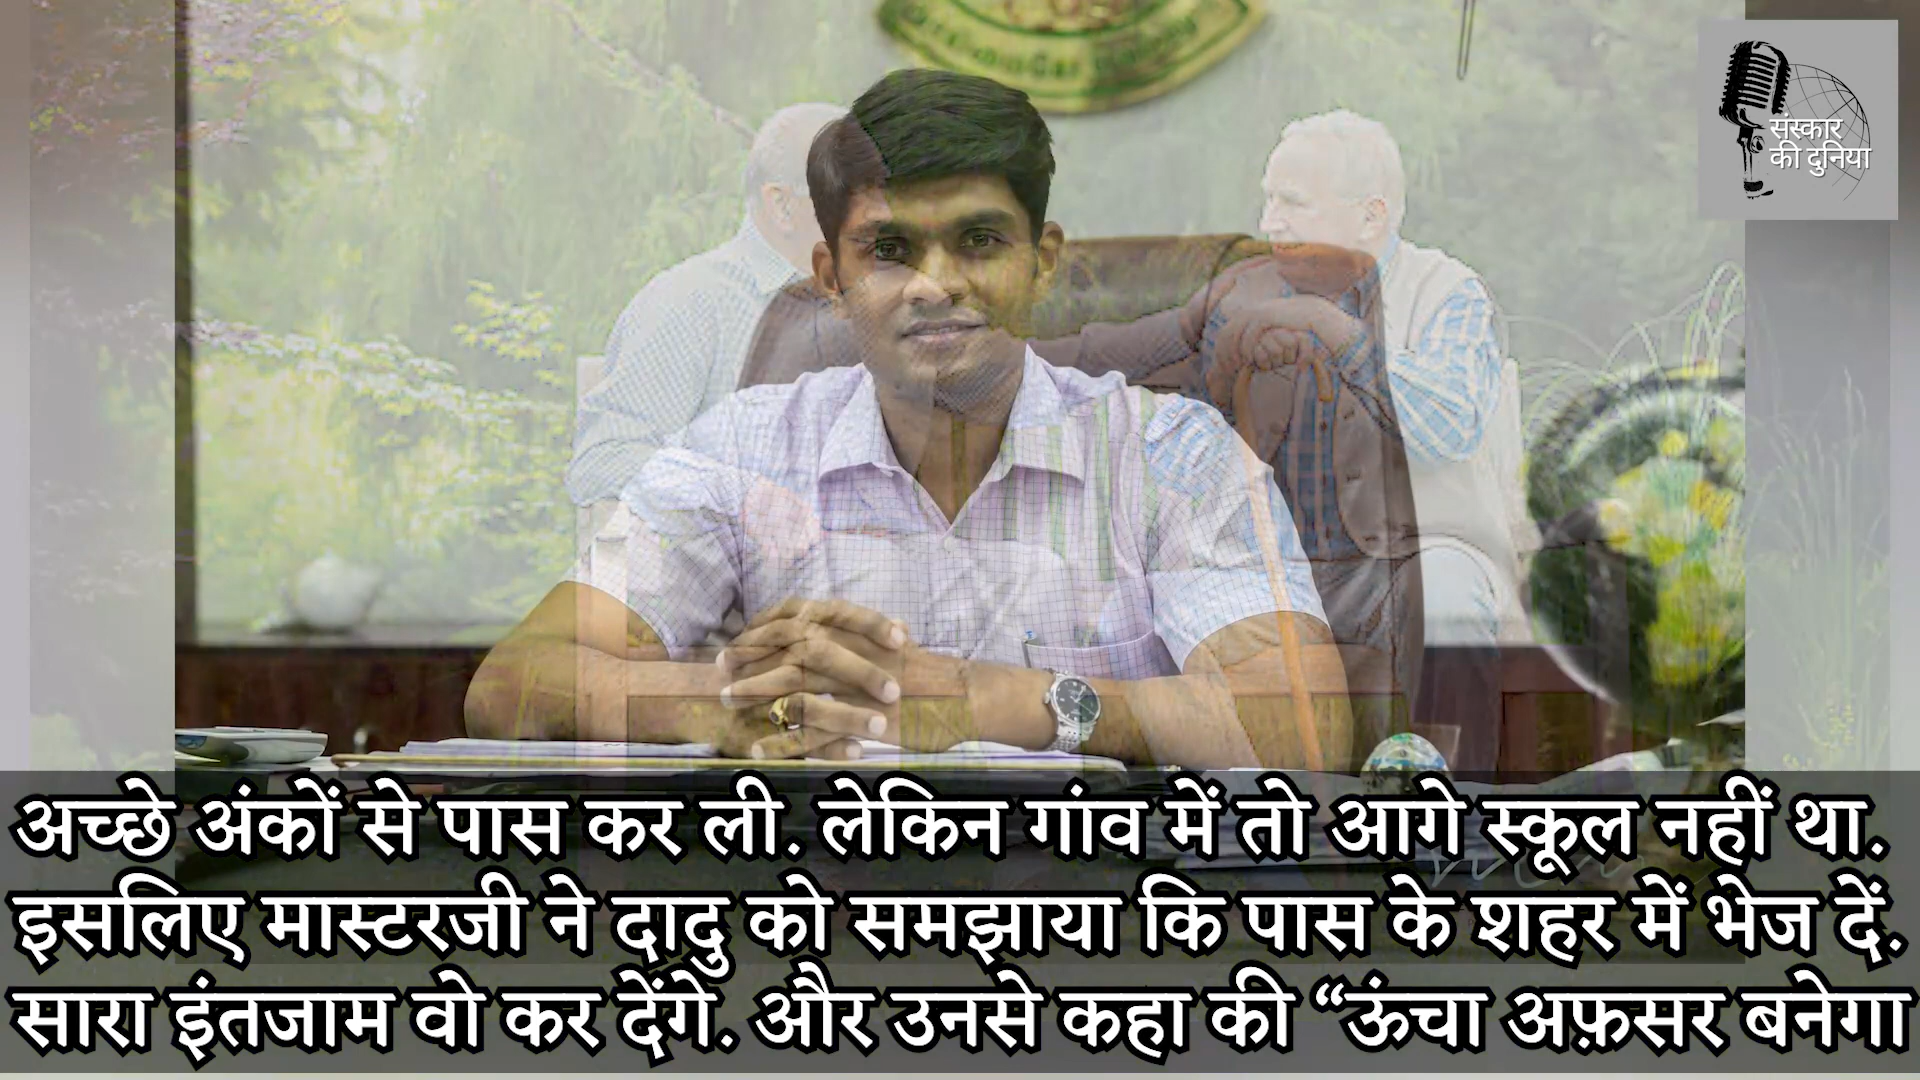 संस्कार
की दुनिया
अच्छे अंकों से पास कर ली. लेकिन गांव में तो आगे स्कूल नहीं था.
इसलिए मास्टरजी ने दादु को समझाया कि पास के शहर में भेज दें.
सारा इंतजाम वो कर देंगे. और उनसे कहा की “ऊंचा अफ़सर बनेगा